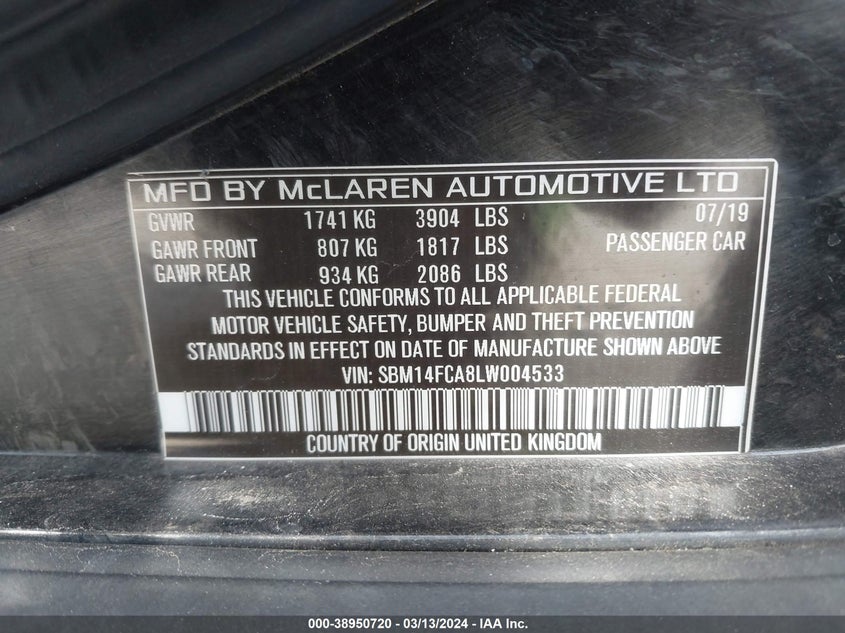 MFD BY McLAREN AUTOMOTIVE LTD
GVWR 1741 KG 3904 LBS 07/19
GAWR FRONT 807 KG 1817 LBS PASSENGER CAR
GAWR REAR 934 KG 2086 LBS
THIS VEHICLE CONFORMS TO ALL APPLICABLE FEDERAL
MOTOR VEHICLE SAFETY, BUMPER AND THEFT PREVENTION
STANDARDS IN EFFECT ON DATE OF MANUFACTURE SHOWN ABOVE
VIN: SBM14FCA8LW004533
COUNTRY OF ORIGIN UNITED KINGDOM
000-38950720 — 03/13/2024 — IAA Inc.